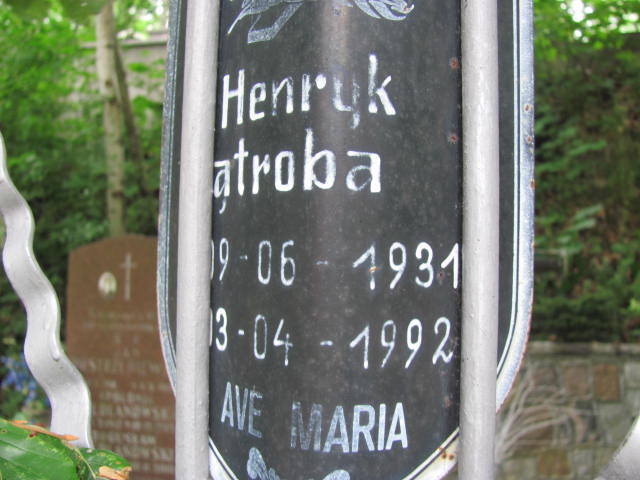 Henryk
ątroba
09-06-1931
03-04-1992
AVE MARIA